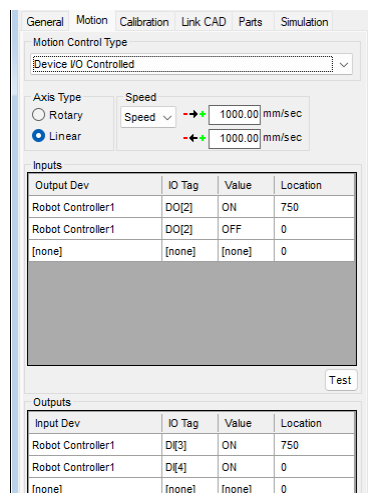 General Motion Calibration Link CAD Parts Simulation
Motion Control Type
Device I/O Controlled
Axis Type Speed
Rotary Speed 1000.00 mm/sec
Linear 1000.00 mm/sec
Inputs
Output Dev IO Tag Value Location
Robot Controller1 DO[2] ON 750
Robot Controller1 DO[2] OFF 0
[none] [none] [none] 0
Test
Outputs
Input Dev IO Tag Value Location
Robot Controller1 DI[3] ON 750
Robot Controller1 DI[4] ON 0
[none] [none] [none] 0